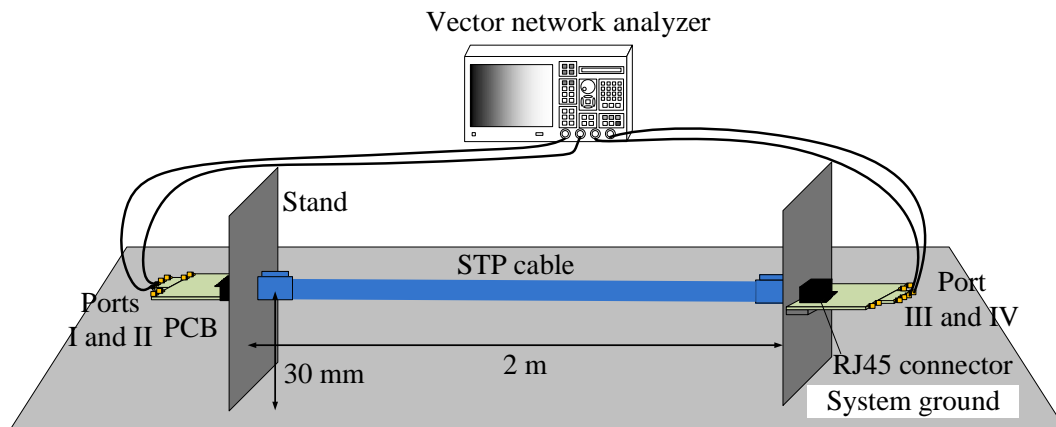 Vector network analyzer
Stand
STP cable
Ports
I and II
PCB
Port
III and IV
2 m
30 mm
RJ45 connector
System ground